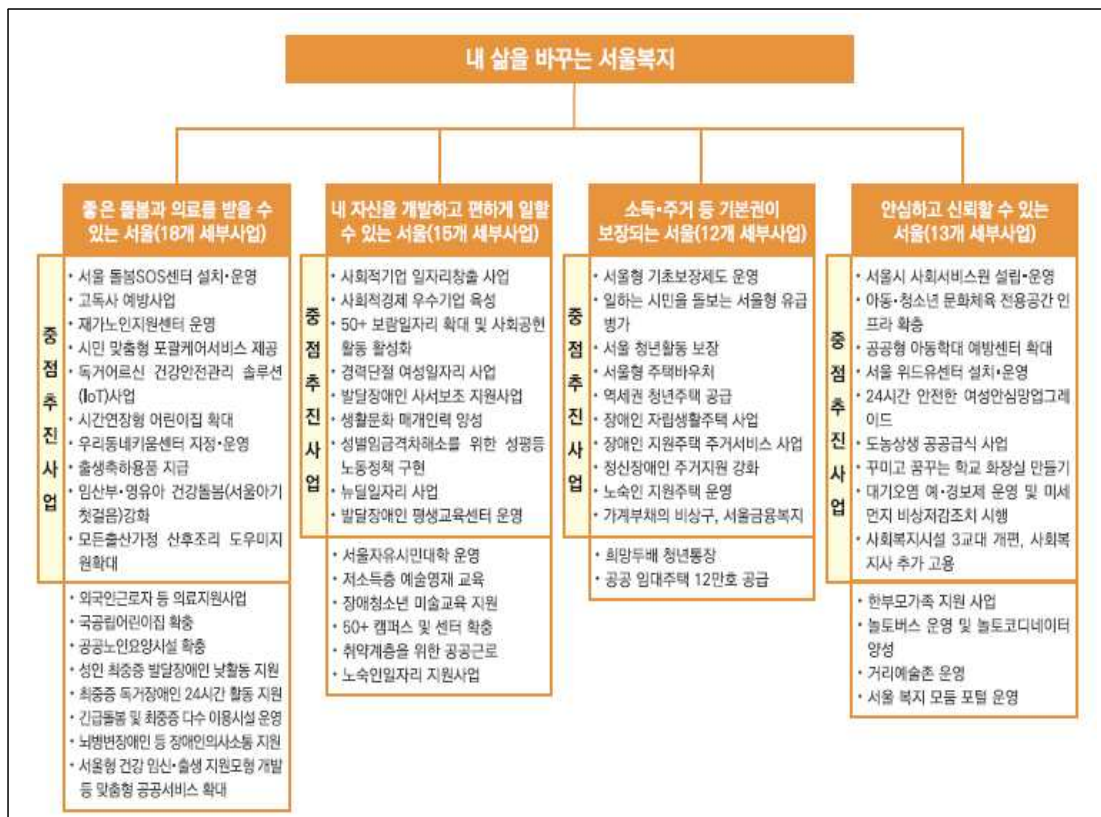 내 삶을 바꾸는 서울복지
좋은 돌봄과 의료를 받을 수
있는 서울(18개 세부사업)
중점추진사업
• 서울 돌봄SOS센터 설치·운영
• 고독사 예방사업
• 재가노인지원센터 운영
• 시민 맞춤형 포괄케어서비스 제공
• 독거어르신 건강안전관리 솔루션
(IoT)사업
• 시간연장형 어린이집 확대
• 우리동네키움센터 지정·운영
• 출생축하용품 지급
• 임산부·영유아 건강돌봄(서울아기
첫걸음)강화
• 모든출산가정 산후조리 도우미지
원확대
• 외국인근로자 등 의료지원사업
• 국공립어린이집 확충
• 공공노인요양시설 확충
• 성인 최중증 발달장애인 낮활동 지원
• 최중증 독거장애인 24시간 활동 지원
• 긴급돌봄 및 최중증 다수 이용시설 운영
• 뇌병변장애인 등 장애인의사소통 지원
• 서울형 건강 임신·출생 지원모형 개발
등 맞춤형 공공서비스 확대
내 자신을 개발하고 편하게 일할
수 있는 서울(15개 세부사업)
중점추진사업
• 사회적기업 일자리창출 사업
• 사회적경제 우수기업 육성
• 50+ 보람일자리 확대 및 사회공헌
활동 활성화
• 경력단절 여성일자리 사업
• 발달장애인 사서보조 지원사업
• 생활문화 매개인력 양성
• 성별임금격차해소를 위한 성평등
노동정책 구현
• 뉴딜일자리 사업
• 발달장애인 평생교육센터 운영
• 서울자유시민대학 운영
• 저소득층 예술영재 교육
• 장애청소년 미술교육 지원
• 50+ 캠퍼스 및 센터 확충
• 취약계층을 위한 공공근로
• 노숙인일자리 지원사업
소득·주거 등 기본권이
보장되는 서울(12개 세부사업)
중점추진사업
• 서울형 기초보장제도 운영
• 일하는 시민을 돌보는 서울형 유급
병가
• 서울 청년활동 보장
• 서울형 주택바우처
• 역세권 청년주택 공급
• 장애인 자립생활주택 사업
• 장애인 지원주택 주거서비스 사업
• 정신장애인 주거지원 강화
• 노숙인 지원주택 운영
• 가계부채의 비상구, 서울금융복지
• 희망두배 청년통장
• 공공 임대주택 12만호 공급
안심하고 신뢰할 수 있는
서울(13개 세부사업)
중점추진사업
• 서울시 사회서비스원 설립·운영
• 아동·청소년 문화체육 전용공간 인
프라 확충
• 공공형 아동학대 예방센터 확대
• 서울 위드유센터 설치·운영
• 24시간 안전한 여성안심망업그레
이드
• 도농상생 공공급식 사업
• 꾸미고 꿈꾸는 학교 화장실 만들기
• 대기오염 예·경보제 운영 및 미세
먼지 비상저감조치 시행
• 사회복지시설 3교대 개편, 사회복
지사 추가 고용
• 한부모가족 지원 사업
• 놀토버스 운영 및 놀토코디네이터
양성
• 거리예술존 운영
• 서울 복지 모둠 포털 운영